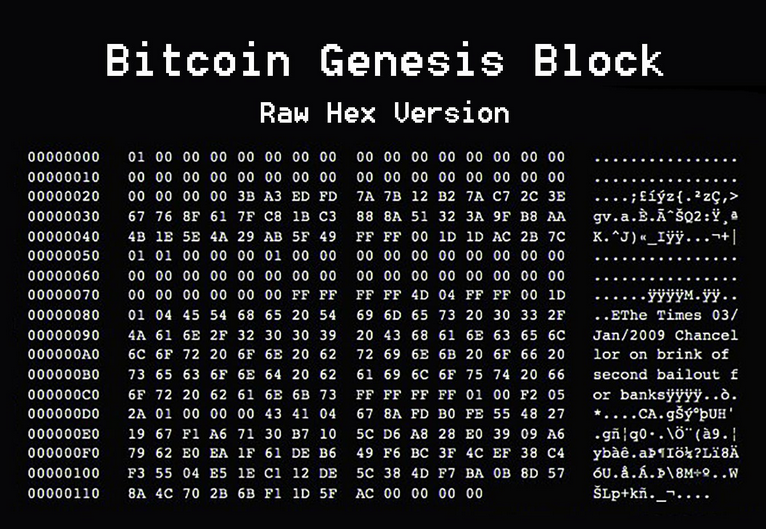 Bitcoin Genesis Block
Raw Hex Version
00000000 01 00 00 00 00 00 00 00 00 00 00 00 00 00 00 00 ................
00000010 00 00 00 00 00 00 00 00 00 00 00 00 00 00 00 00 ................
00000020 00 00 00 00 3B A3 ED FD 7A 7B 12 B2 7A C7 2C 3E ....;£íýz{.²zÇ,>
00000030 67 76 8F 61 7F C8 1B C3 88 8A 51 32 3A 9F B8 AA gv.a.È.ÈˆŠQ2:Ÿ¸ª
00000040 4B 1E 5E 4A 29 AB 5F 49 FF FF 00 1D 1D AC 2B 7C K.^J)«_Iÿÿ...¬+|
00000050 01 01 00 00 00 01 00 00 00 00 00 00 00 00 00 00 ................
00000060 00 00 00 00 00 00 00 00 00 00 00 00 00 00 00 00 ................
00000070 00 00 00 00 00 00 FF FF FF FF 4D 04 FF FF 00 1D ......ÿÿÿÿM.ÿÿ..
00000080 01 04 45 54 68 65 20 54 69 6D 65 73 20 30 33 2F ..EThe Times 03/
00000090 4A 61 6E 2F 32 30 30 39 20 43 68 61 6E 63 65 6C Jan/2009 Chancel
000000A0 6C 6F 72 20 6F 6E 20 62 72 69 6E 6B 20 6F 66 20 lor on brink of
000000B0 73 65 63 6F 6E 64 20 62 61 69 6C 6F 75 74 20 66 second bailout f
000000C0 6F 72 20 62 61 6E 6B 73 FF FF FF FF 01 00 F2 05 or banksÿÿÿÿ..ò.
000000D0 2A 01 00 00 00 43 41 04 67 8A FD B0 FE 55 48 27 *....CA.gŠý°þUH'
000000E0 19 67 F1 A6 71 30 B7 10 5C D6 A8 28 E0 39 09 A6 .gñ¦q0·.\Ö¨(à9.¦
000000F0 79 62 E0 EA 1F 61 DE B6 49 F6 BC 3F 4C EF 38 C4 ybàê.aÞ¶Iö¼?Lï8Ä
00000100 F3 55 04 E5 1E C1 12 DE 5C 38 4D F7 BA 0B 8D 57 óU.å.Á.Þ\8M÷º..W
00000110 8A 4C 70 2B 6B F1 1D 5F AC 00 00 00 00 ŠLp+kñ._¬....